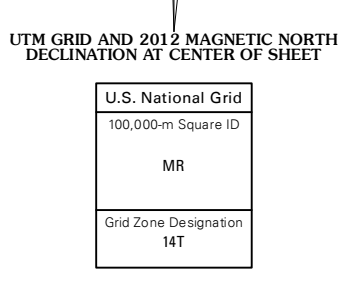 UTM GRID AND 2012 MAGNETIC NORTH
DECLINATION AT CENTER OF SHEET
U.S. National Grid
100,000-m Square ID
MR
Grid Zone Designation
14T